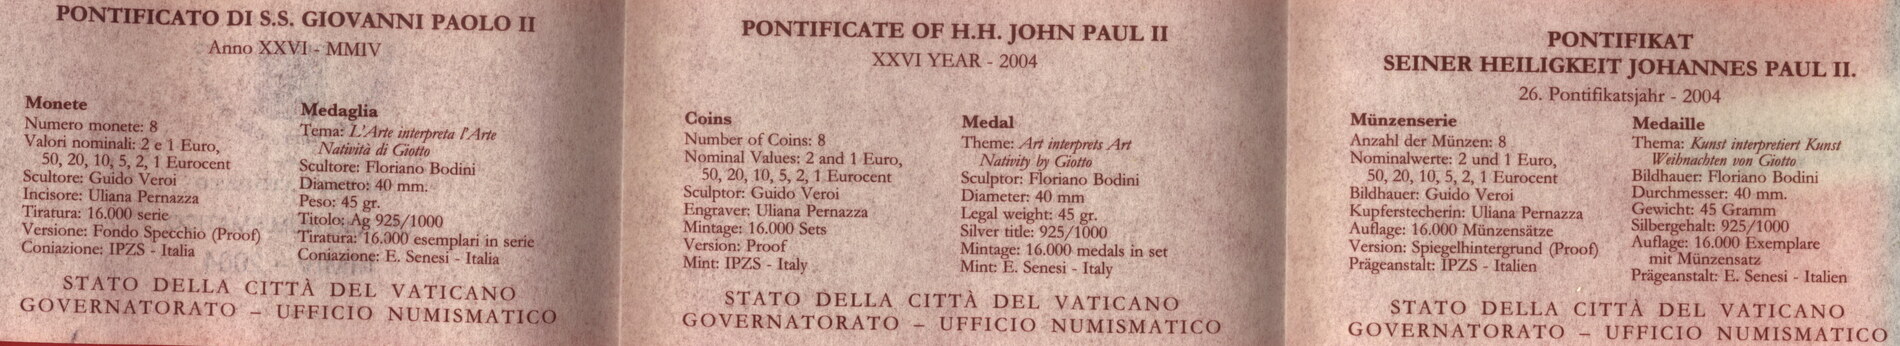 PONTIFICATO DI S.S. GIOVANNI PAOLO II
Anno XXVI - MMIV
Monete
Numero monete: 8
Valori nominali: 2 e 1 Euro,
50, 20, 10, 5, 2, 1 Eurocent
Scultore: Guido Veroi
Incisore: Uliana Pernazza
Tiratura: 16.000 serie
Versione: Fondo Specchio (Proof)
Coniazione: IPZS - Italia
Medaglia
Tema: L'Arte interpreta l'Arte
Natività di Giotto
Scultore: Floriano Bodini
Diametro: 40 mm.
Peso: 45 gr.
Titolo: Ag 925/1000
Tiratura: 16.000 esemplari in serie
Coniazione: E. Senesi - Italia
STATO DELLA CITTÀ DEL VATICANO
GOVERNATORATO – UFFICIO NUMISMATICO
PONTIFICATE OF H.H. JOHN PAUL II
XXVI YEAR - 2004
Coins
Number of Coins: 8
Nominal Values: 2 and 1 Euro,
50, 20, 10, 5, 2, 1 Eurocent
Sculptor: Guido Veroi
Engraver: Uliana Pernazza
Mintage: 16.000 Sets
Version: Proof
Mint: IPZS - Italy
Medal
Theme: Art interprets Art
Nativity by Giotto
Sculptor: Floriano Bodini
Diameter: 40 mm
Legal weight: 45 gr.
Silver title: 925/1000
Mintage: 16.000 medals in set
Mint: E. Senesi - Italy
STATO DELLA CITTÀ DEL VATICANO
GOVERNATORATO – UFFICIO NUMISMATICO
PONTIFIKAT
SEINER HEILIGKEIT JOHANNES PAUL II.
26. Pontifikatsjahr - 2004
Münzenserie
Anzahl der Münzen: 8
Nominalwerte: 2 und 1 Euro,
50, 20, 10, 5, 2, 1 Eurocent
Bildhauer: Guido Veroi
Kupferstecherin: Uliana Pernazza
Auflage: 16.000 Münzensätze
Version: Spiegelhintergrund (Proof)
Prägeanstalt: IPZS - Italien
Medaille
Thema: Kunst interpretiert Kunst
Weihnachten von Giotto
Bildhauer: Floriano Bodini
Durchmesser: 40 mm.
Gewicht: 45 Gramm
Silbergehalt: 925/1000
Auflage: 16.000 Exemplare
mit Münzensatz
Prägeanstalt: E. Senesi - Italien
STATO DELLA CITTÀ DEL VATICANO
GOVERNATORATO – UFFICIO NUMISMATICO